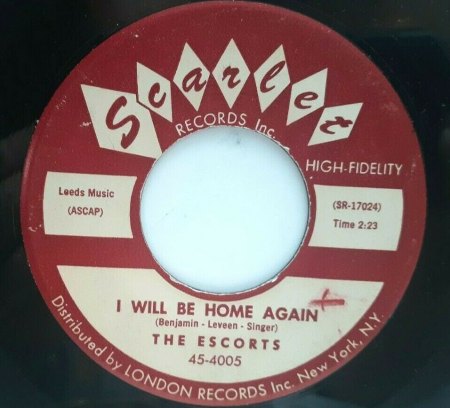 Scarlet
RECORDS Inc.
HIGH-FIDELITY
Leeds Music
(ASCAP)
(SR-17024)
Time 2:23
I WILL BE HOME AGAIN
(Benjamin - Leveen - Singer)
THE ESCORTS
45-4005
Distributed by LONDON RECORDS Inc. New York, N.Y.